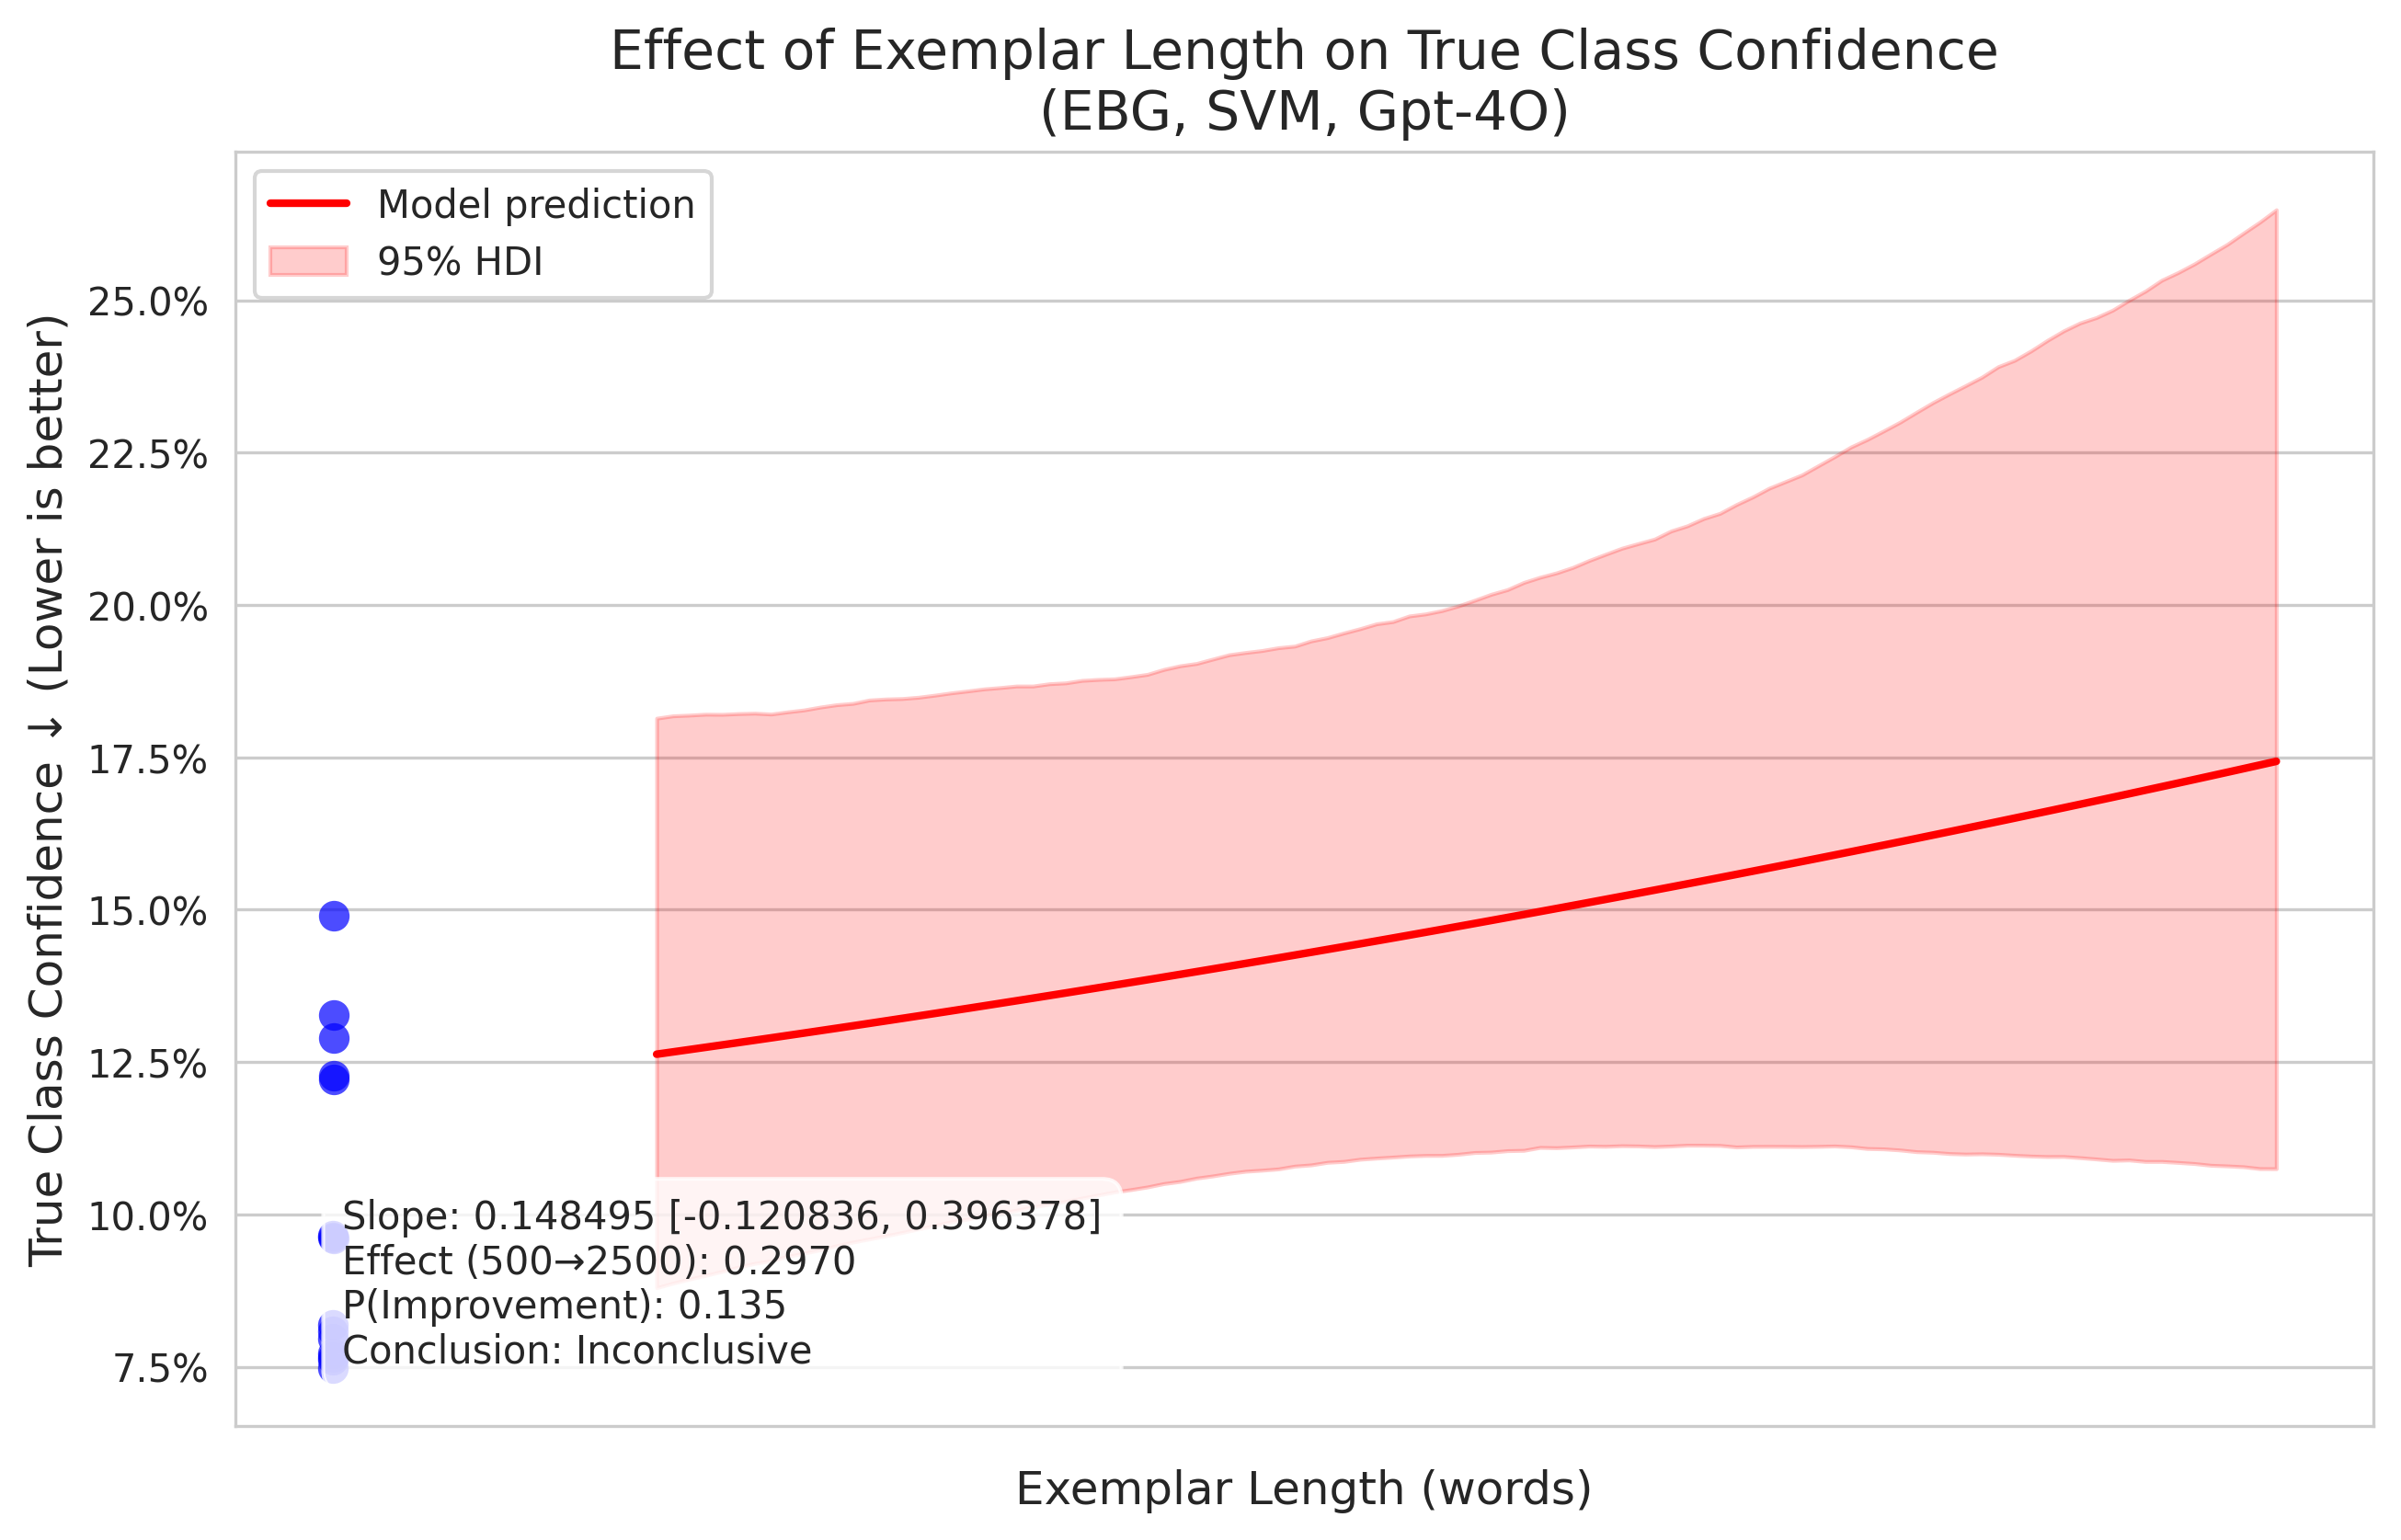 Effect of Exemplar Length on True Class Confidence
(EBG, SVM, Gpt-4O)
Model prediction
95% HDI
True Class Confidence ↓ (Lower is better)
25.0%
22.5%
20.0%
17.5%
15.0%
12.5%
10.0%
7.5%
Slope: 0.148495 [-0.120836, 0.396378]
Effect (500→2500): 0.2970
P(Improvement): 0.135
Conclusion: Inconclusive
Exemplar Length (words)